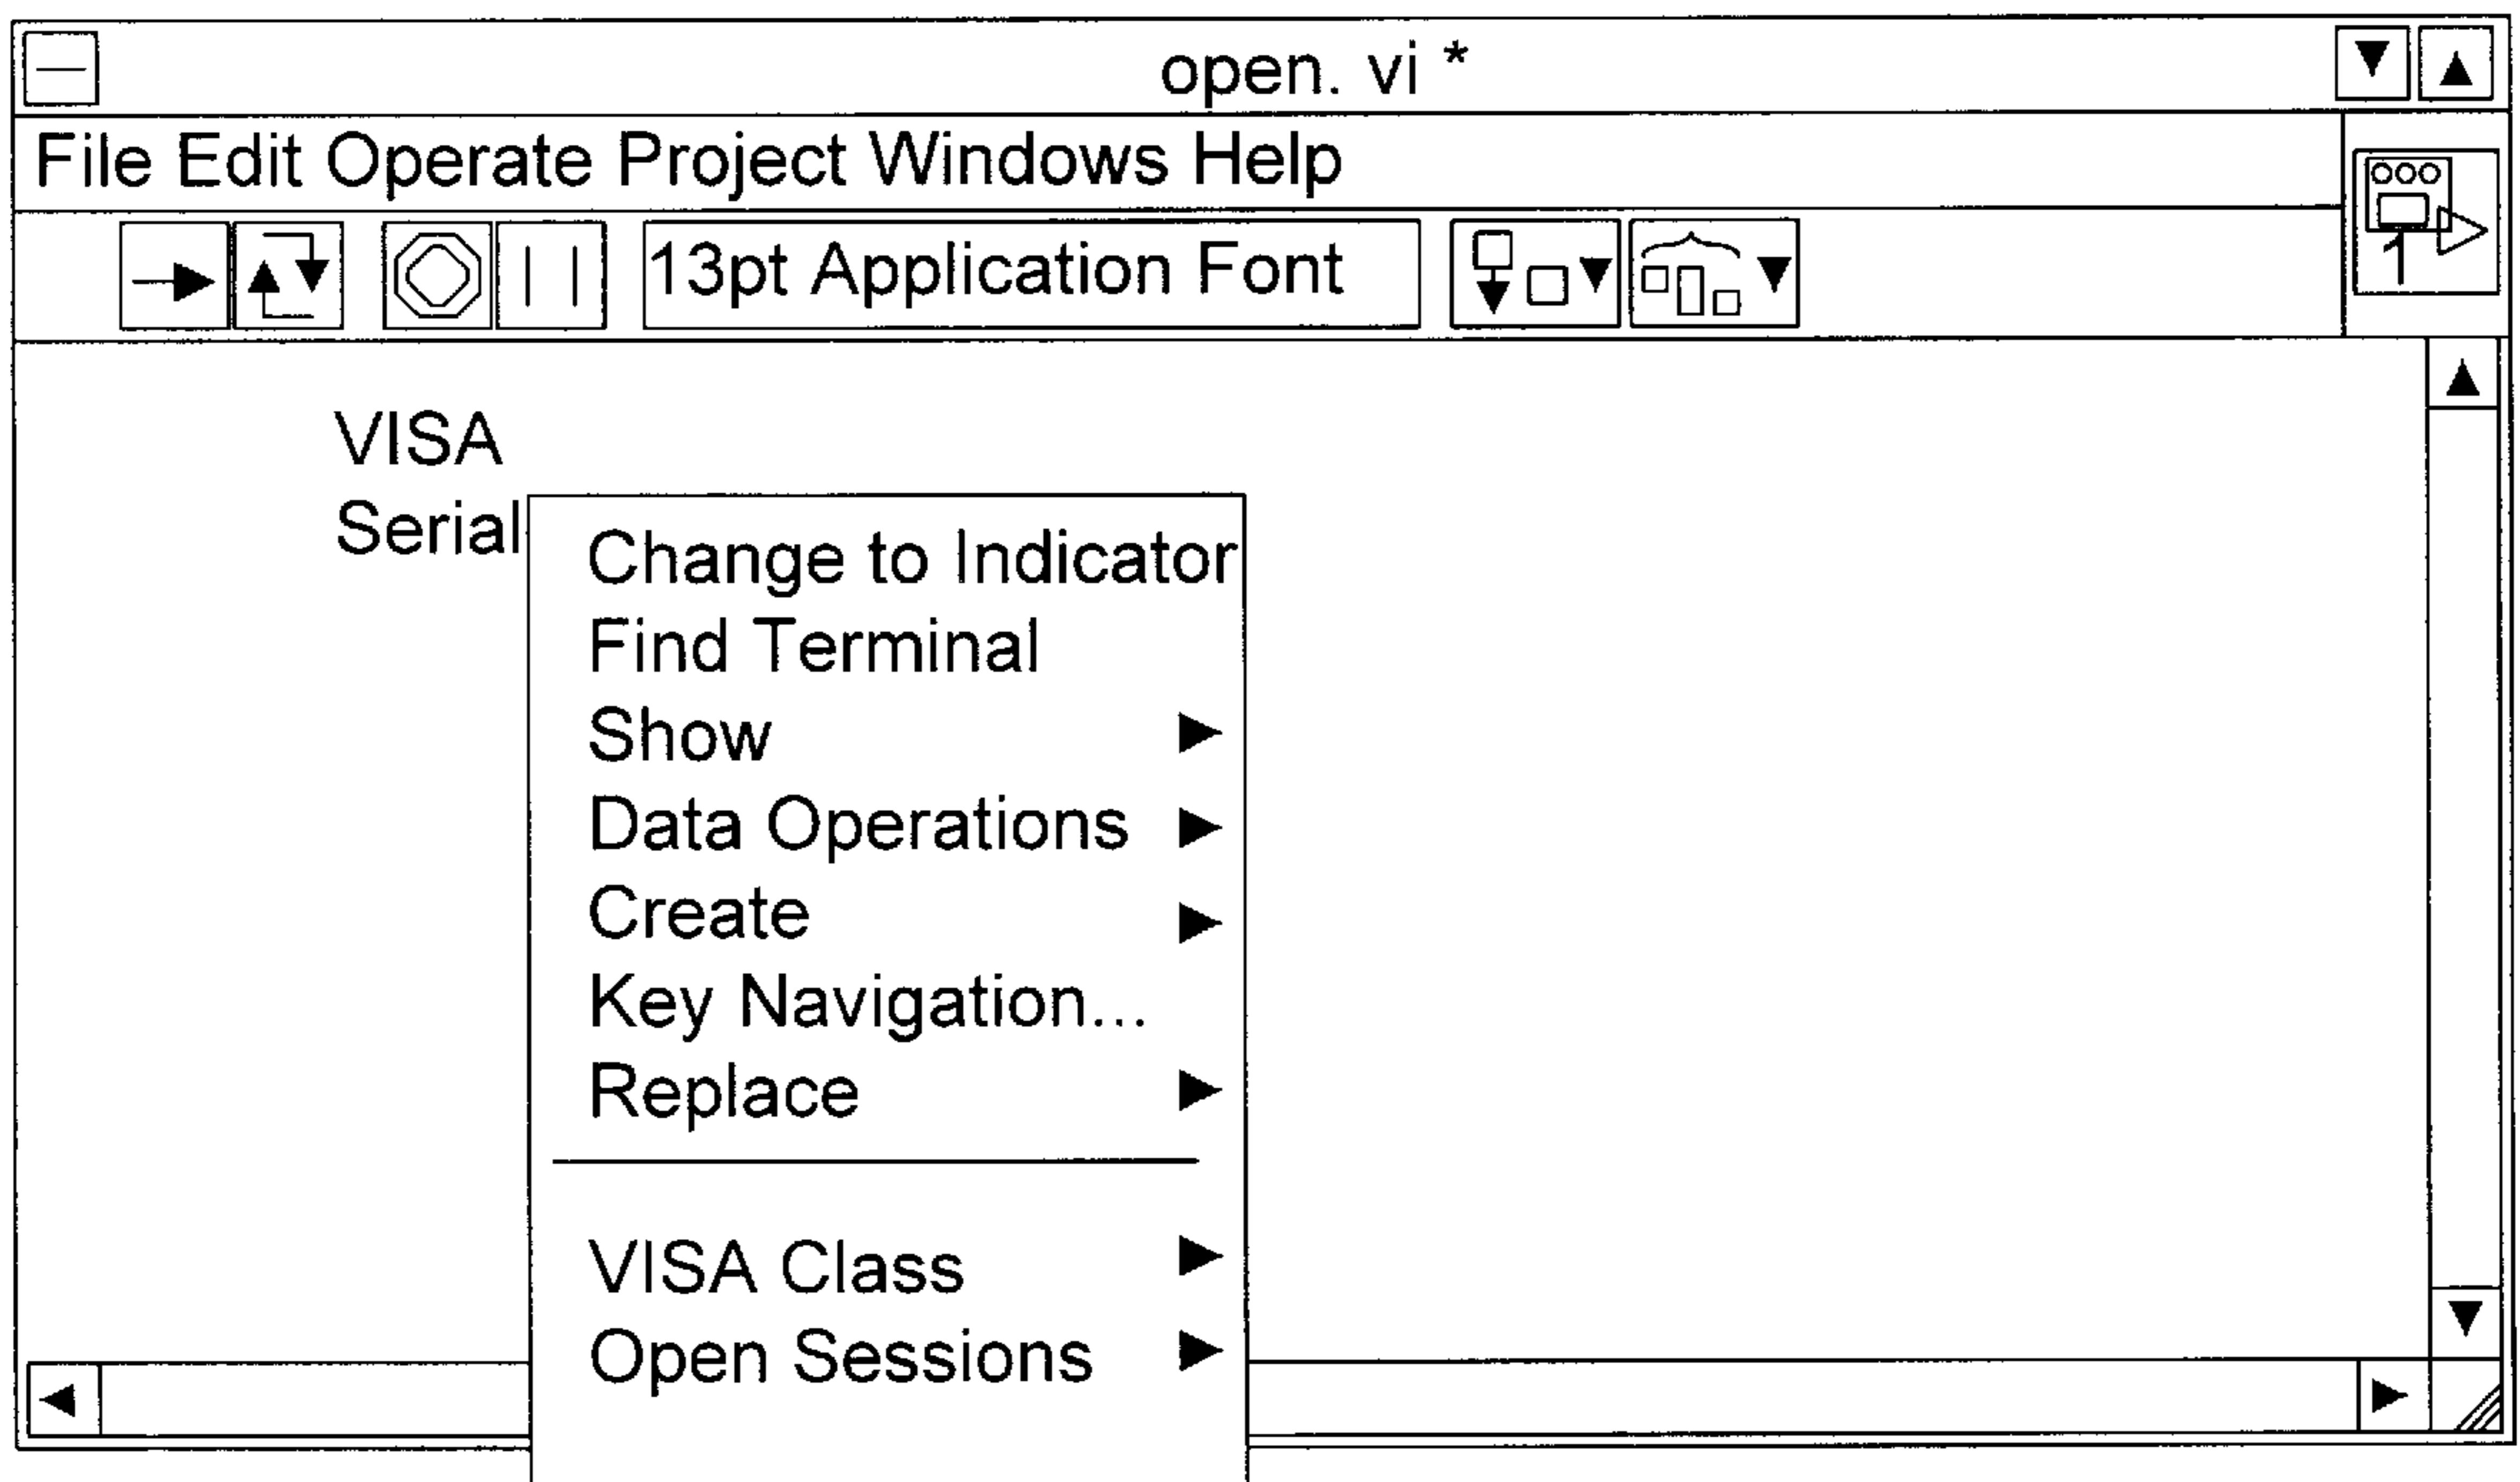 open. vi *
File Edit Operate Project Windows Help
13pt Application Font
1
VISA
Serial
Change to Indicator
Find Terminal
Show
Data Operations
Create
Key Navigation...
Replace
VISA Class
Open Sessions